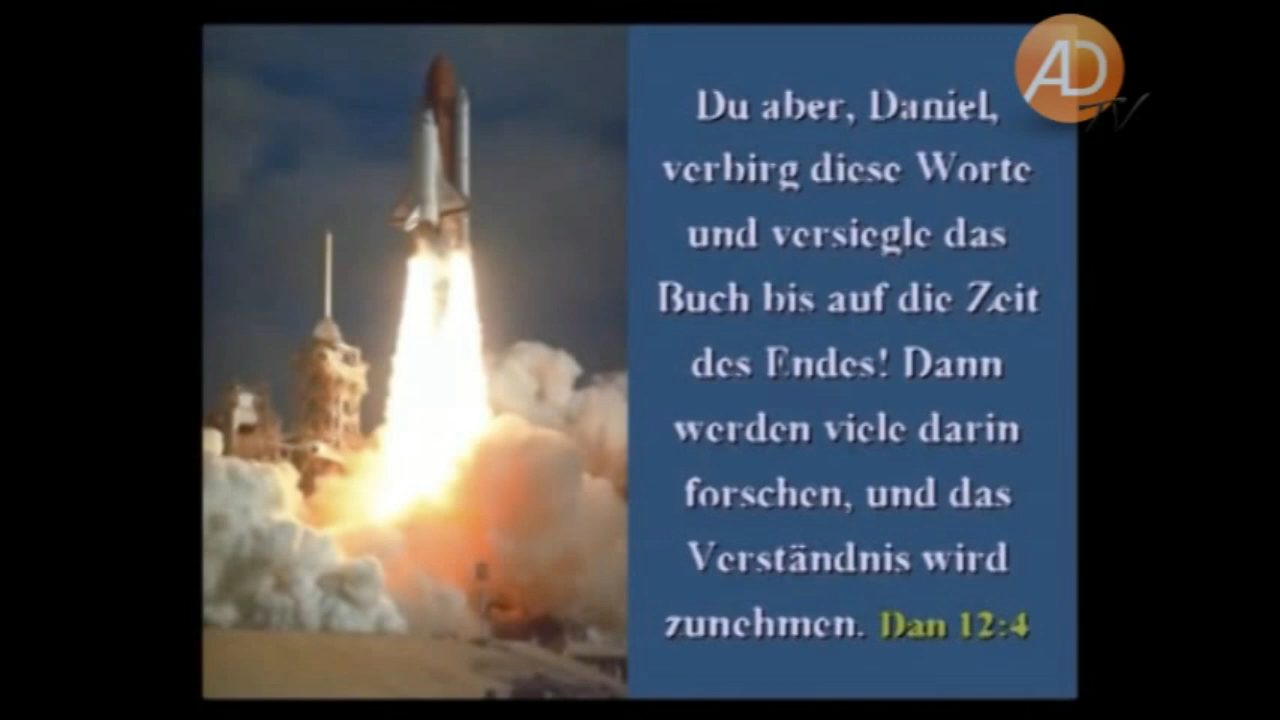 AD
TV
Du aber, Daniel,
verbirg diese Worte
und versiegle das
Buch bis auf die Zeit
des Endes! Dann
werden viele darin
forschen, und das
Verständnis wird
zunehmen. Dan 12:4